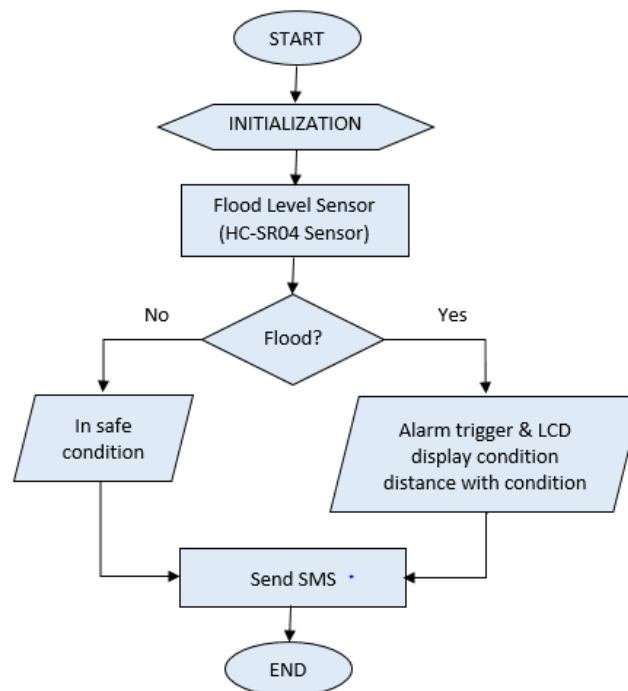 START
INITIALIZATION
Flood Level Sensor
(HC-SR04 Sensor)
No
Yes
Flood?
In safe
condition
Alarm trigger & LCD
display condition
distance with condition
Send SMS
END